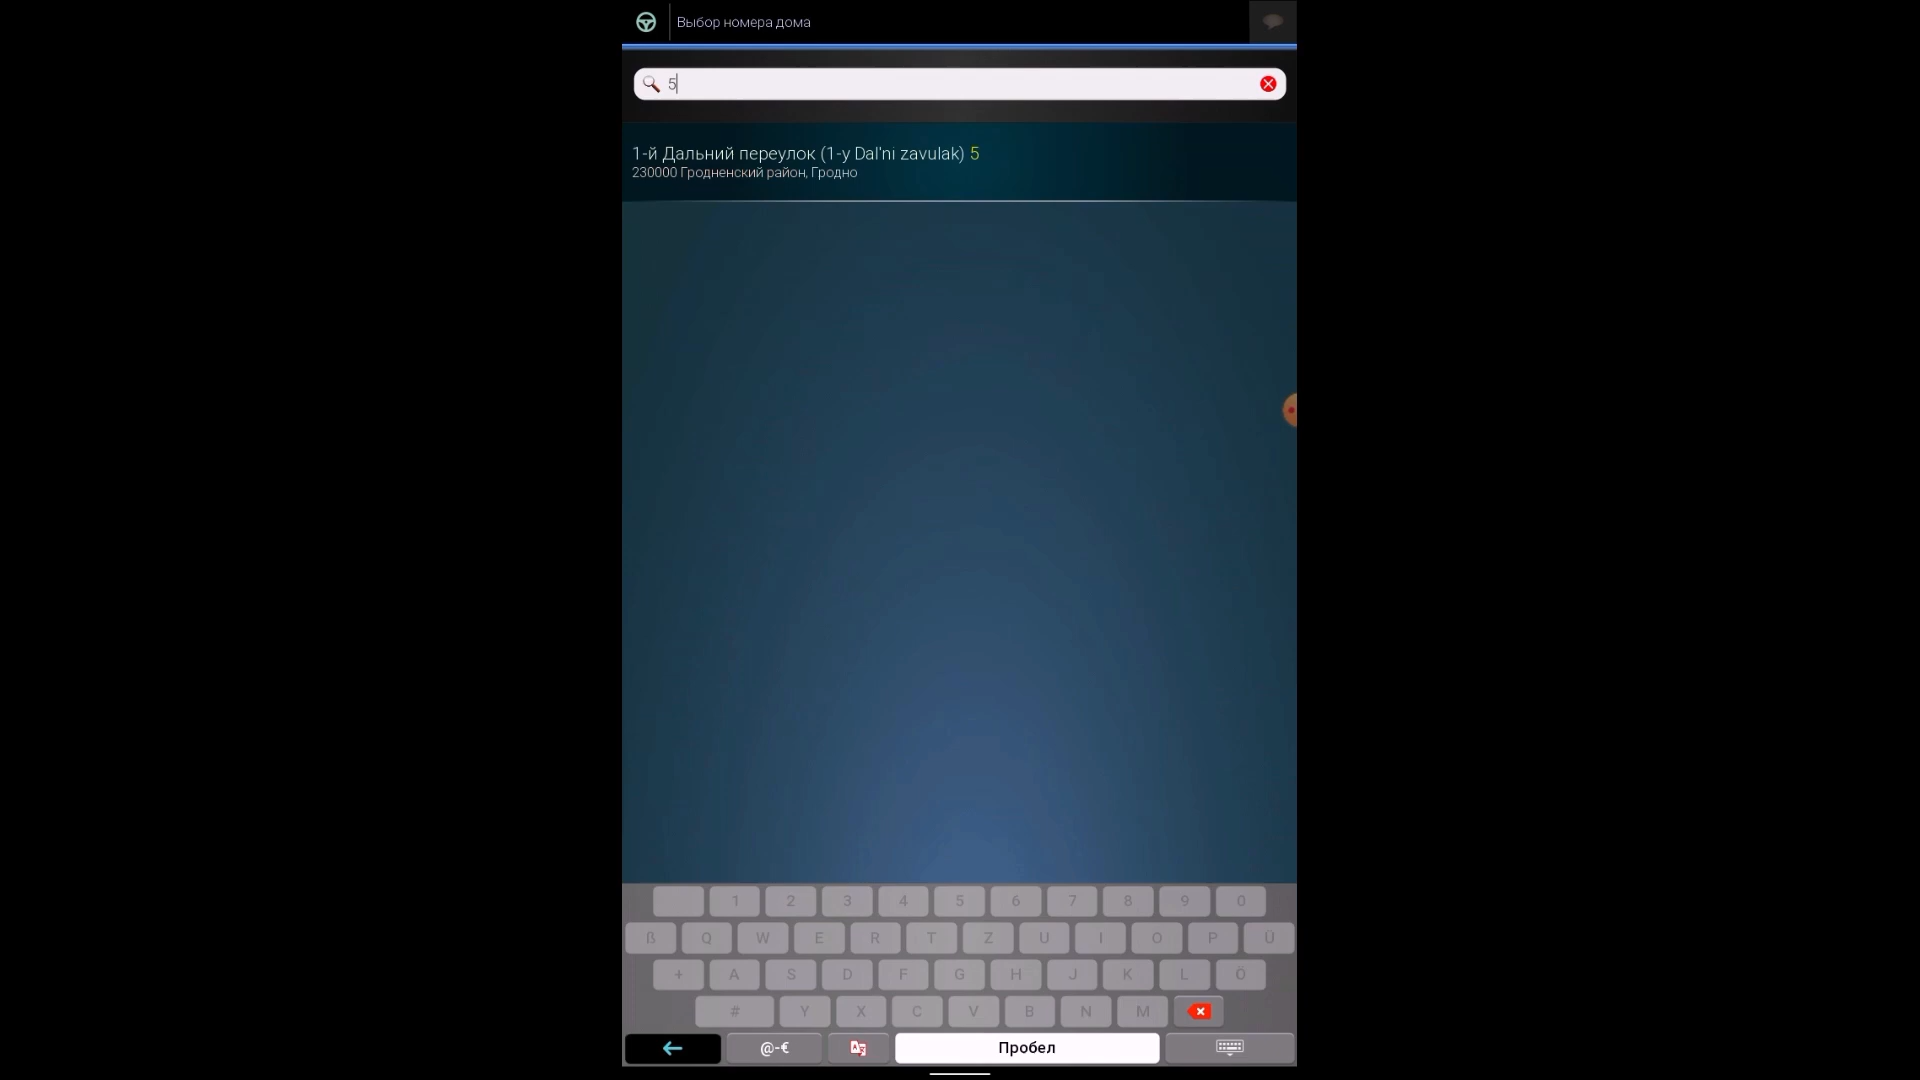 Выбор номера дома
5
1-й Дальний переулок (1-y Dal'ni zavulak) 5
230000 Гродненский район, Гродно
1 2 3 4 5 6 7 8 9 0
ß Q W E R T Z U I O P Ü
+ A S D F G H J K L Ö
# Y X C V B N M
@-€ Пробел